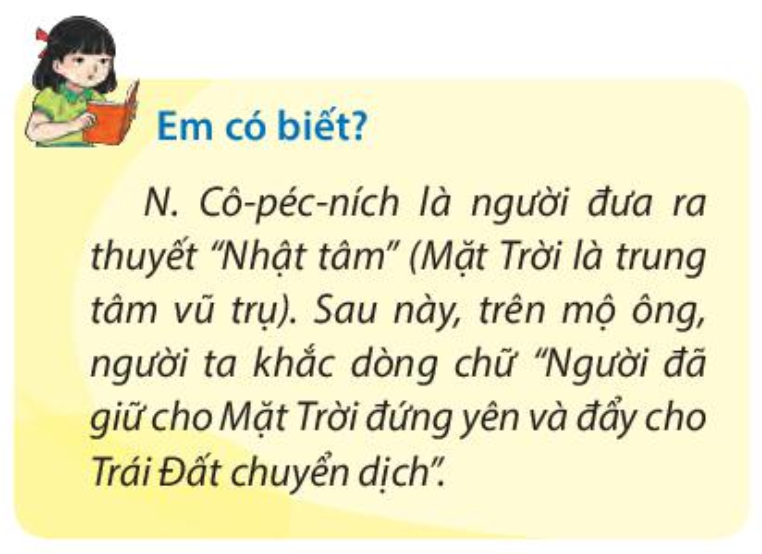 Em có biết?
N. Cô-péc-ních là người đưa ra
thuyết “Nhật tâm” (Mặt Trời là trung
tâm vũ trụ). Sau này, trên mộ ông,
người ta khắc dòng chữ “Người đã
giữ cho Mặt Trời đứng yên và đẩy cho
Trái Đất chuyển dịch”.